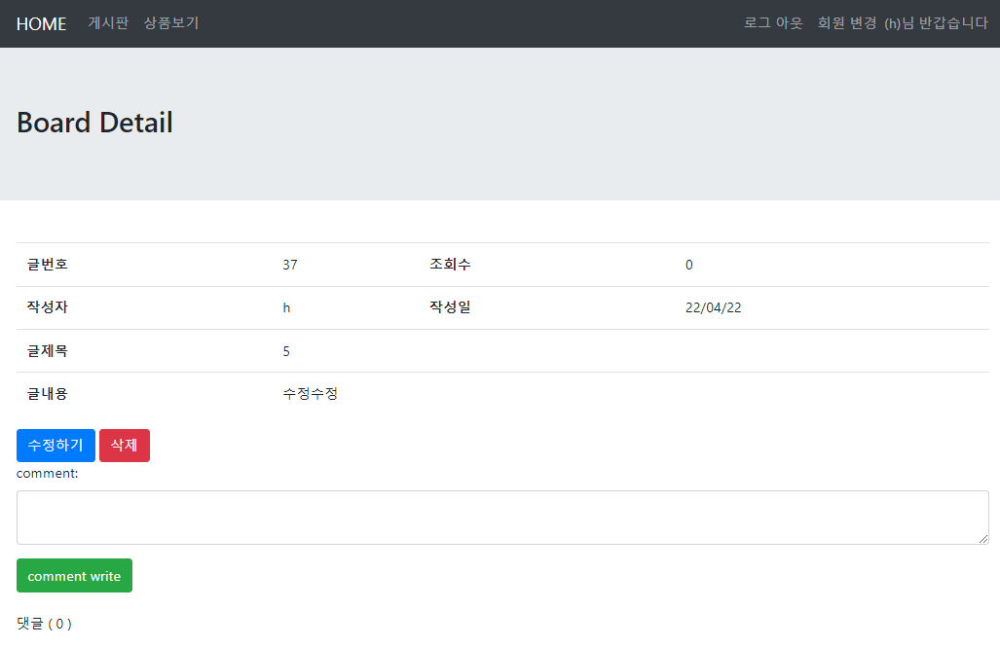 HOME 게시판 상품보기 로그 아웃 회원 변경 (h)님 반갑습니다
Board Detail
글번호 37 조회수 0
작성자 h 작성일 22/04/22
글제목 5
글내용 수정수정
수정하기 삭제
comment:
comment write
댓글 ( 0 )